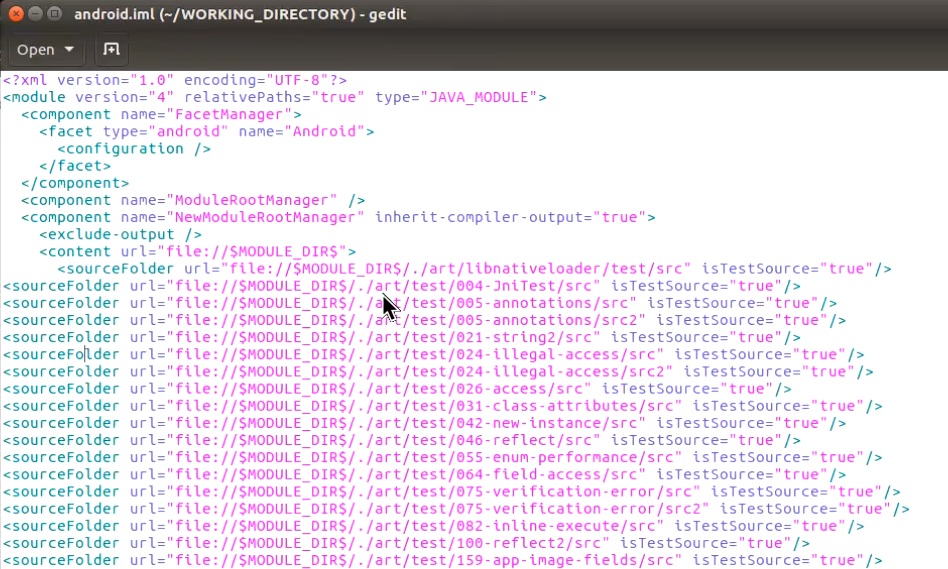 android.iml (~/WORKING_DIRECTORY) - gedit
Open
<?xml version="1.0" encoding="UTF-8"?>
<module version="4" relativePaths="true" type="JAVA_MODULE">
  <component name="FacetManager">
    <facet type="android" name="Android">
      <configuration />
    </facet>
  </component>
  <component name="ModuleRootManager" />
  <component name="NewModuleRootManager" inherit-compiler-output="true">
    <exclude-output />
    <content url="file://$MODULE_DIR$">
      <sourceFolder url="file://$MODULE_DIR$/./art/libnativeloader/test/src" isTestSource="true"/>
<sourceFolder url="file://$MODULE_DIR$/./art/test/004-JniTest/src" isTestSource="true"/>
<sourceFolder url="file://$MODULE_DIR$/./art/test/005-annotations/src" isTestSource="true"/>
<sourceFolder url="file://$MODULE_DIR$/./art/test/005-annotations/src2" isTestSource="true"/>
<sourceFolder url="file://$MODULE_DIR$/./art/test/021-string2/src" isTestSource="true"/>
<sourceFolder url="file://$MODULE_DIR$/./art/test/024-illegal-access/src" isTestSource="true"/>
<sourceFolder url="file://$MODULE_DIR$/./art/test/024-illegal-access/src2" isTestSource="true"/>
<sourceFolder url="file://$MODULE_DIR$/./art/test/026-access/src" isTestSource="true"/>
<sourceFolder url="file://$MODULE_DIR$/./art/test/031-class-attributes/src" isTestSource="true"/>
<sourceFolder url="file://$MODULE_DIR$/./art/test/042-new-instance/src" isTestSource="true"/>
<sourceFolder url="file://$MODULE_DIR$/./art/test/046-reflect/src" isTestSource="true"/>
<sourceFolder url="file://$MODULE_DIR$/./art/test/055-enum-performance/src" isTestSource="true"/>
<sourceFolder url="file://$MODULE_DIR$/./art/test/064-field-access/src" isTestSource="true"/>
<sourceFolder url="file://$MODULE_DIR$/./art/test/075-verification-error/src" isTestSource="true"/>
<sourceFolder url="file://$MODULE_DIR$/./art/test/075-verification-error/src2" isTestSource="true"/>
<sourceFolder url="file://$MODULE_DIR$/./art/test/082-inline-execute/src" isTestSource="true"/>
<sourceFolder url="file://$MODULE_DIR$/./art/test/100-reflect2/src" isTestSource="true"/>
<sourceFolder url="file://$MODULE_DIR$/./art/test/159-app-image-fields/src" isTestSource="true"/>